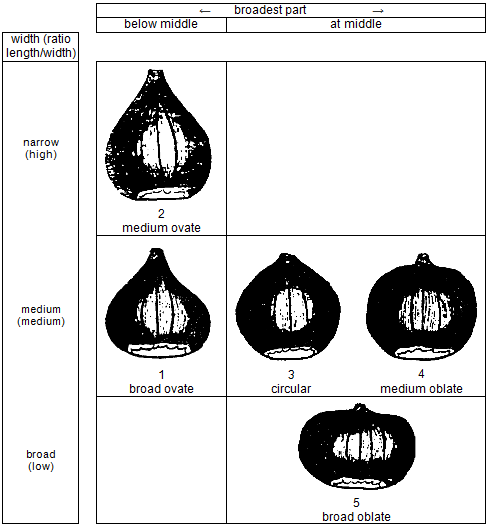 ← broadest part →
below middle at middle
width (ratio
length/width)
narrow
(high)
2
medium ovate
medium
(medium)
1 3 4
broad ovate circular medium oblate
broad
(low)
5
broad oblate